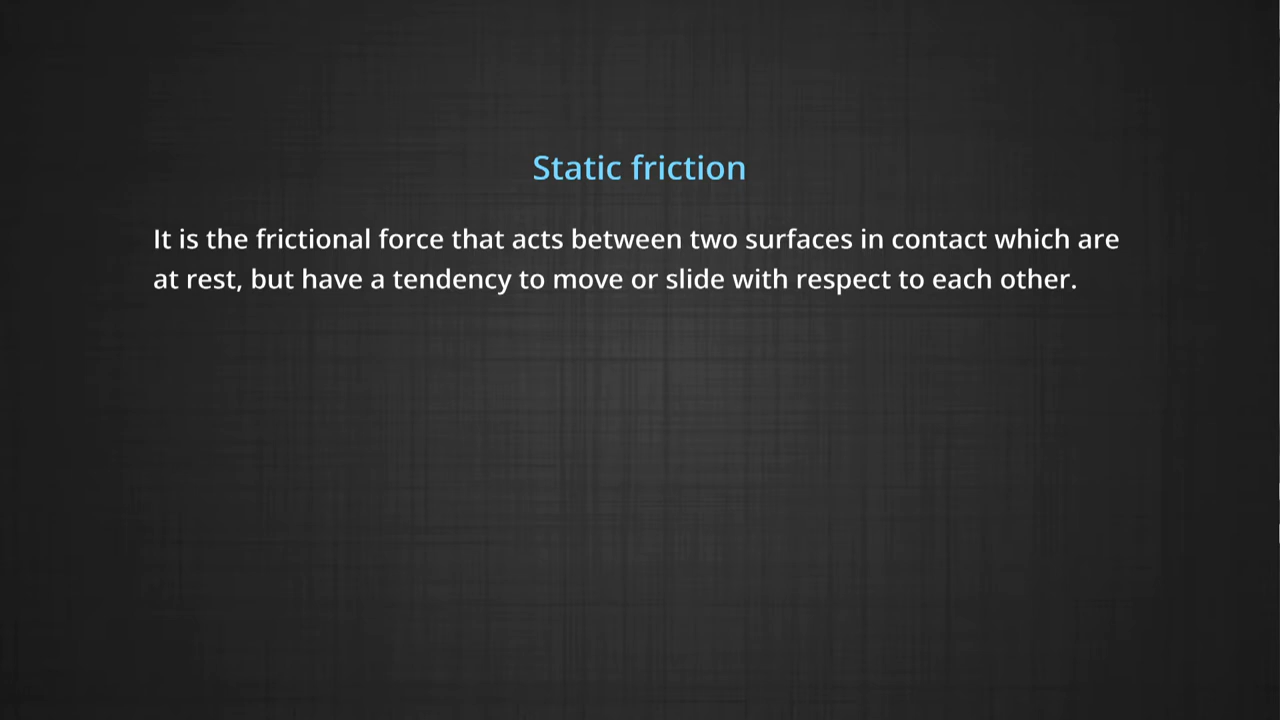 Static friction
It is the frictional force that acts between two surfaces in contact which are
at rest, but have a tendency to move or slide with respect to each other.